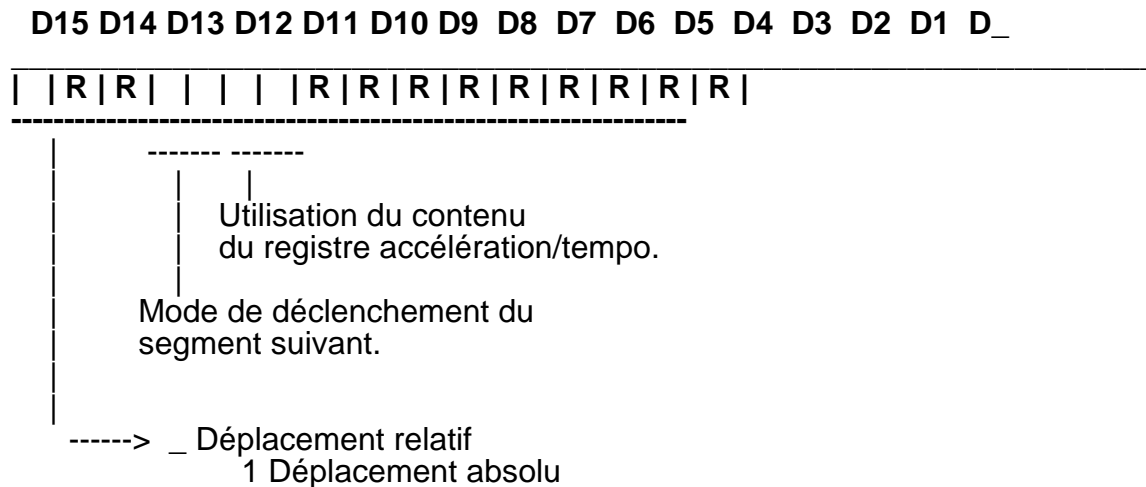 D15 D14 D13 D12 D11 D10 D9 D8 D7 D6 D5 D4 D3 D2 D1 D_
| | R | R | | | | | R | R | R | R | R | R | R | R | R |
Utilisation du contenu
du registre accélération/tempo.
Mode de déclenchement du
segment suivant.
------> _ Déplacement relatif
1 Déplacement absolu